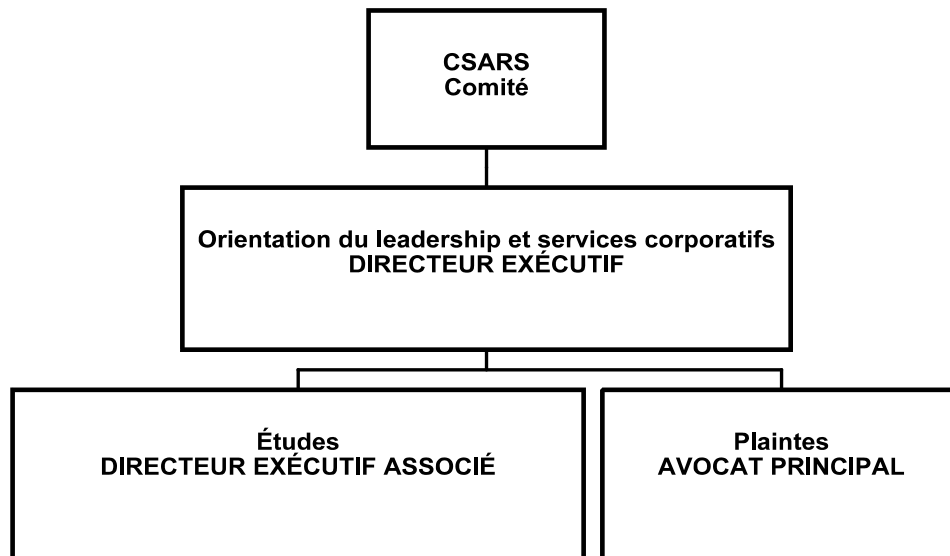 CSARS
Comité
Orientation du leadership et services corporatifs
DIRECTEUR EXÉCUTIF
Études
DIRECTEUR EXÉCUTIF ASSOCIÉ
Plaintes
AVOCAT PRINCIPAL